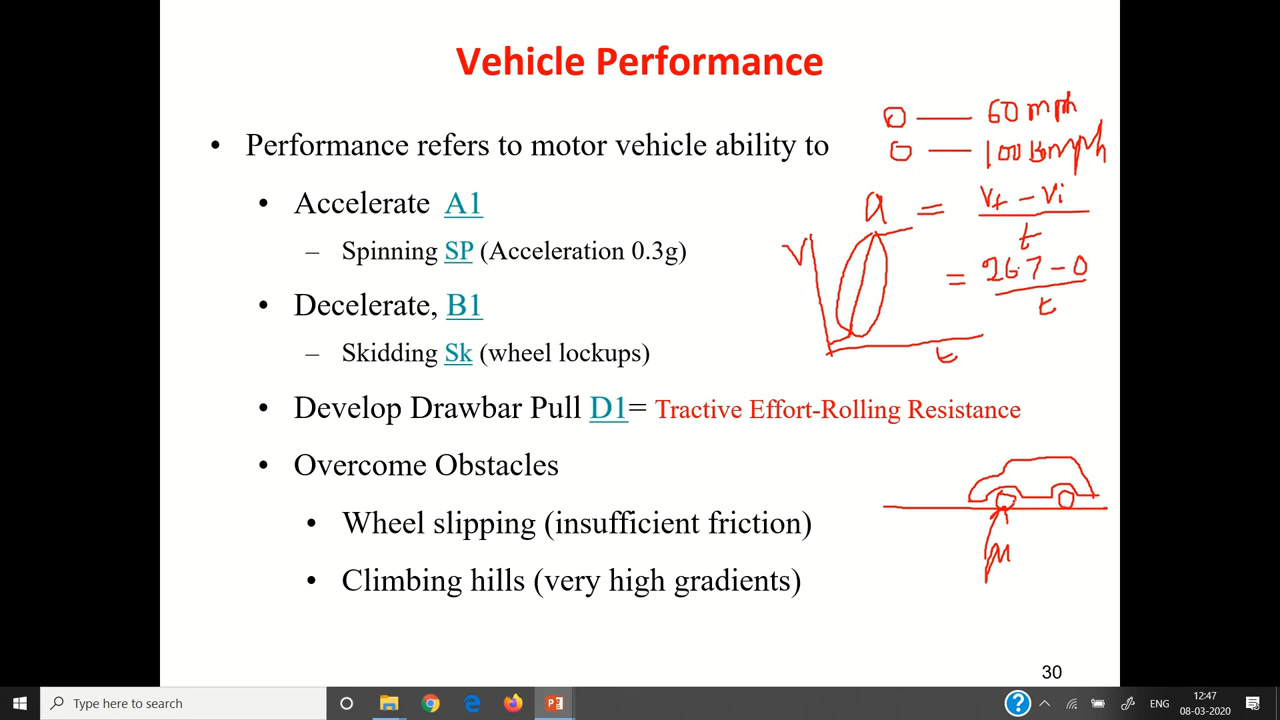 Vehicle Performance
• Performance refers to motor vehicle ability to
• Accelerate A1
– Spinning SP (Acceleration 0.3g)
• Decelerate, B1
– Skidding Sk (wheel lockups)
• Develop Drawbar Pull D1= Tractive Effort-Rolling Resistance
• Overcome Obstacles
• Wheel slipping (insufficient friction)
• Climbing hills (very high gradients)
0 — 60 mph
0 — 100
a = Vf - Vi
t
= 26.7 - 0
t
V
t
μ
30
Type here to search
ENG
12:47
08-03-2020